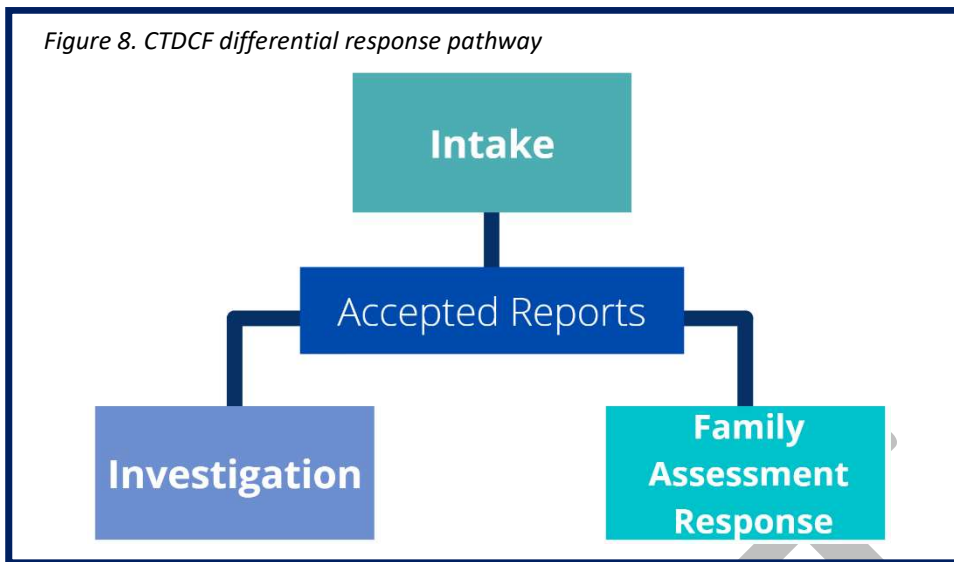 Figure 8. CTDCF differential response pathway
Intake
Accepted Reports
Investigation
Family
Assessment
Response